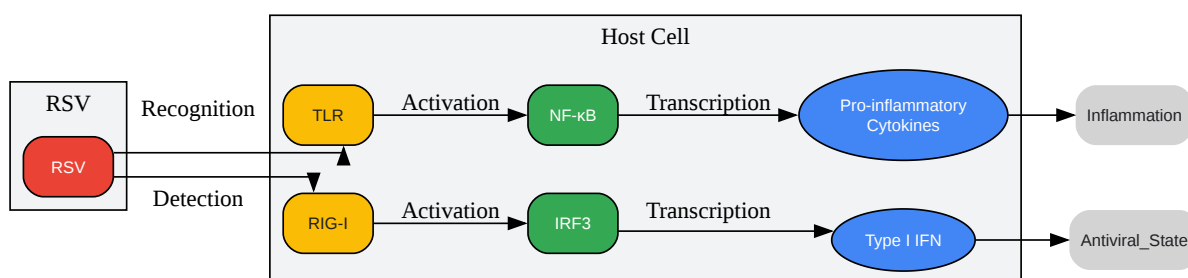 Host Cell
RSV
Recognition
TLR
Activation
NF-κB
Transcription
Pro-inflammatory
Cytokines
Inflammation
RSV
Detection
RIG-I
Activation
IRF3
Transcription
Type I IFN
Antiviral_State